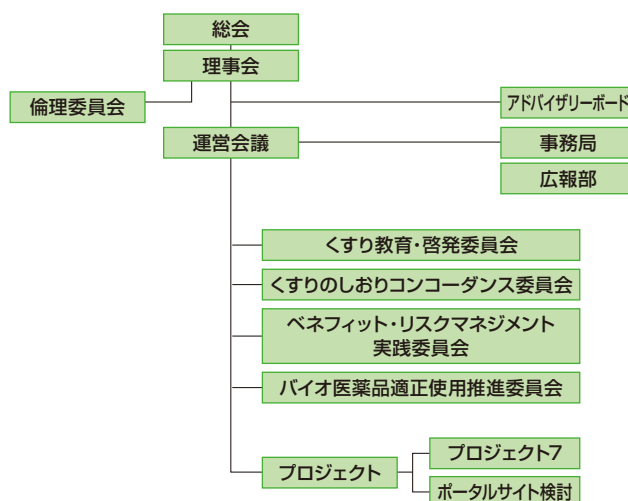 総会
理事会
倫理委員会
アドバイザリーボード
運営会議
事務局
広報部
くすり教育・啓発委員会
くすりのしおりコンコーダンス委員会
ベネフィット・リスクマネジメント
実践委員会
バイオ医薬品適正使用推進委員会
プロジェクト
プロジェクト7
ポータルサイト検討